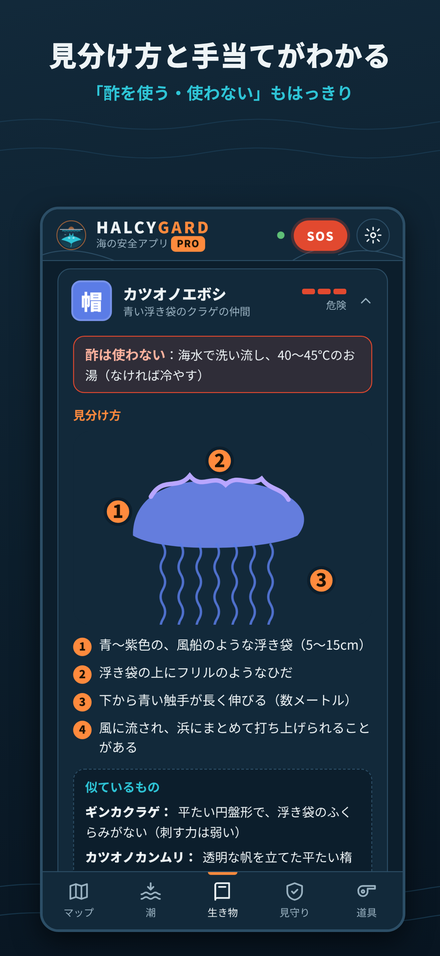 見分け方と手当てがわかる
「酢を使う・使わない」もはっきり
HALCYGARD
海の安全アプリ PRO
SOS
帽
カツオノエボシ
青い浮き袋のクラゲの仲間
危険
酢は使わない：海水で洗い流し、40〜45℃のお
湯（なければ冷やす）
見分け方
2
1
3
1 青〜紫色の、風船のような浮き袋（5〜15cm）
2 浮き袋の上にフリルのようなひだ
3 下から青い触手が長く伸びる（数メートル）
4 風に流され、浜にまとめて打ち上げられること
がある
似ているもの
ギンカクラゲ： 平たい円盤形で、浮き袋のふく
らみがない（刺す力は弱い）
カツオノカンムリ： 透明な帆を立てた平たい楕
マップ
潮
生き物
見守り
道具